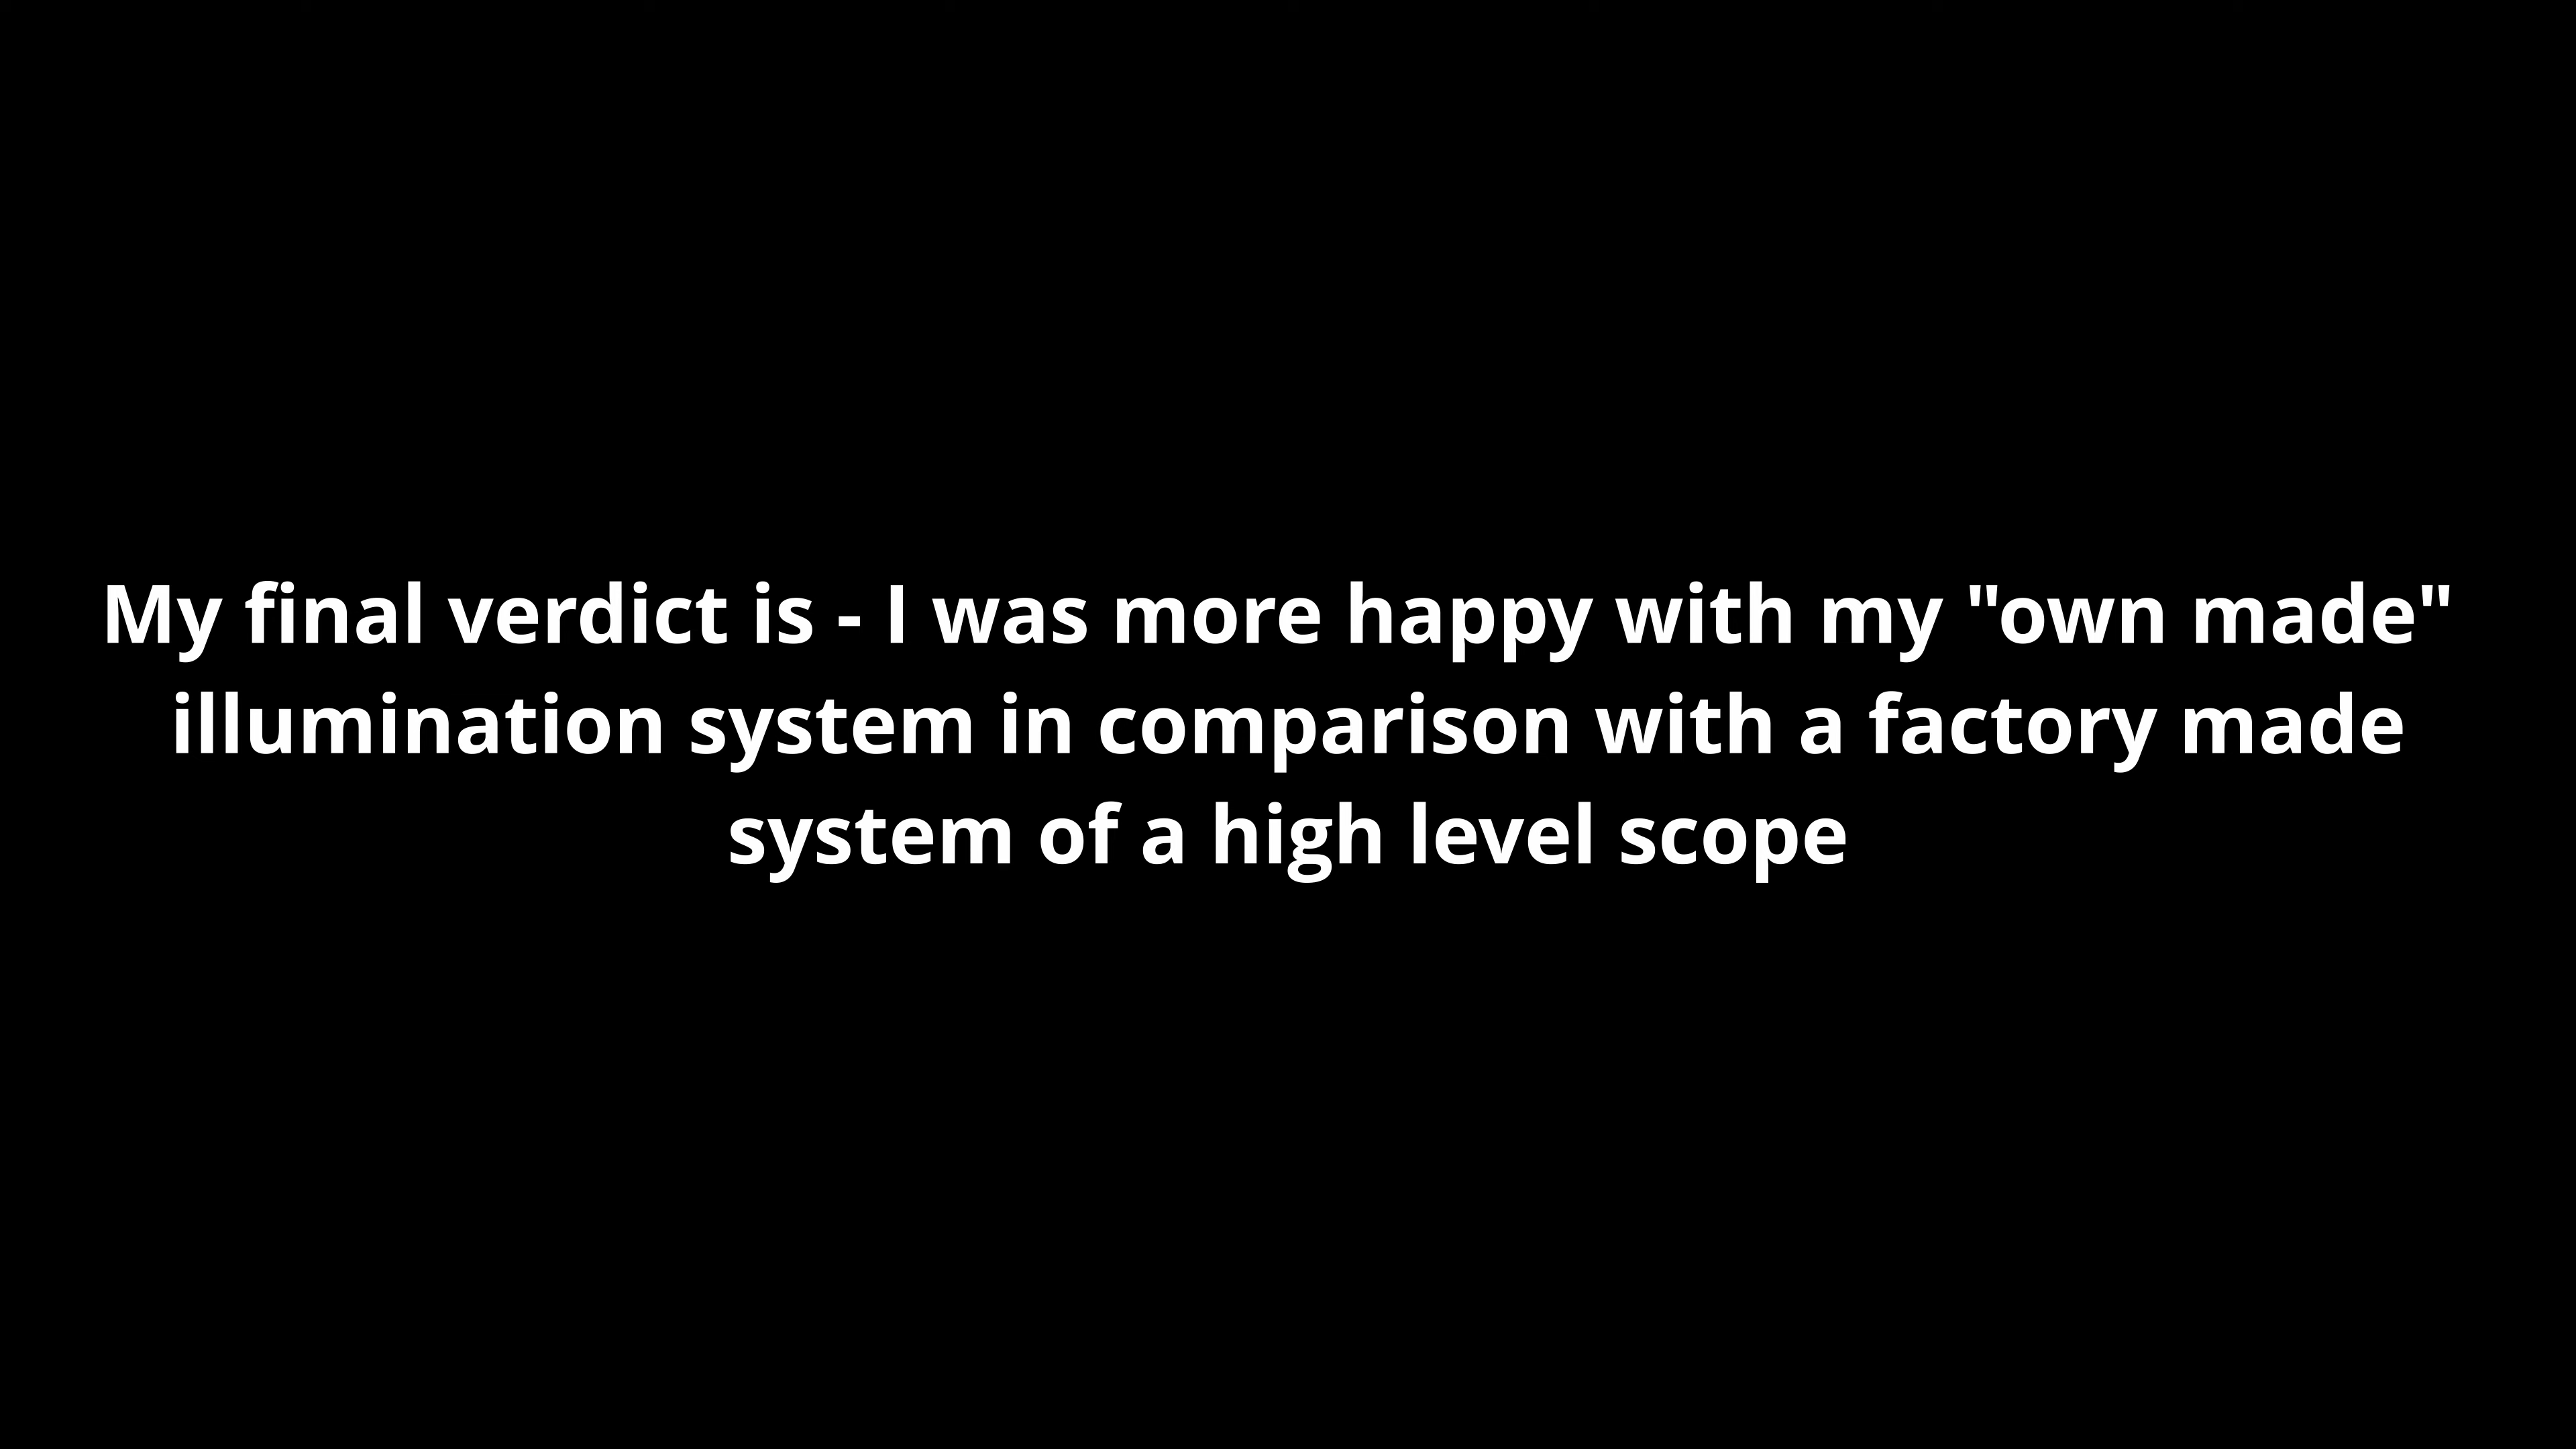 My final verdict is - I was more happy with my "own made"
illumination system in comparison with a factory made
system of a high level scope